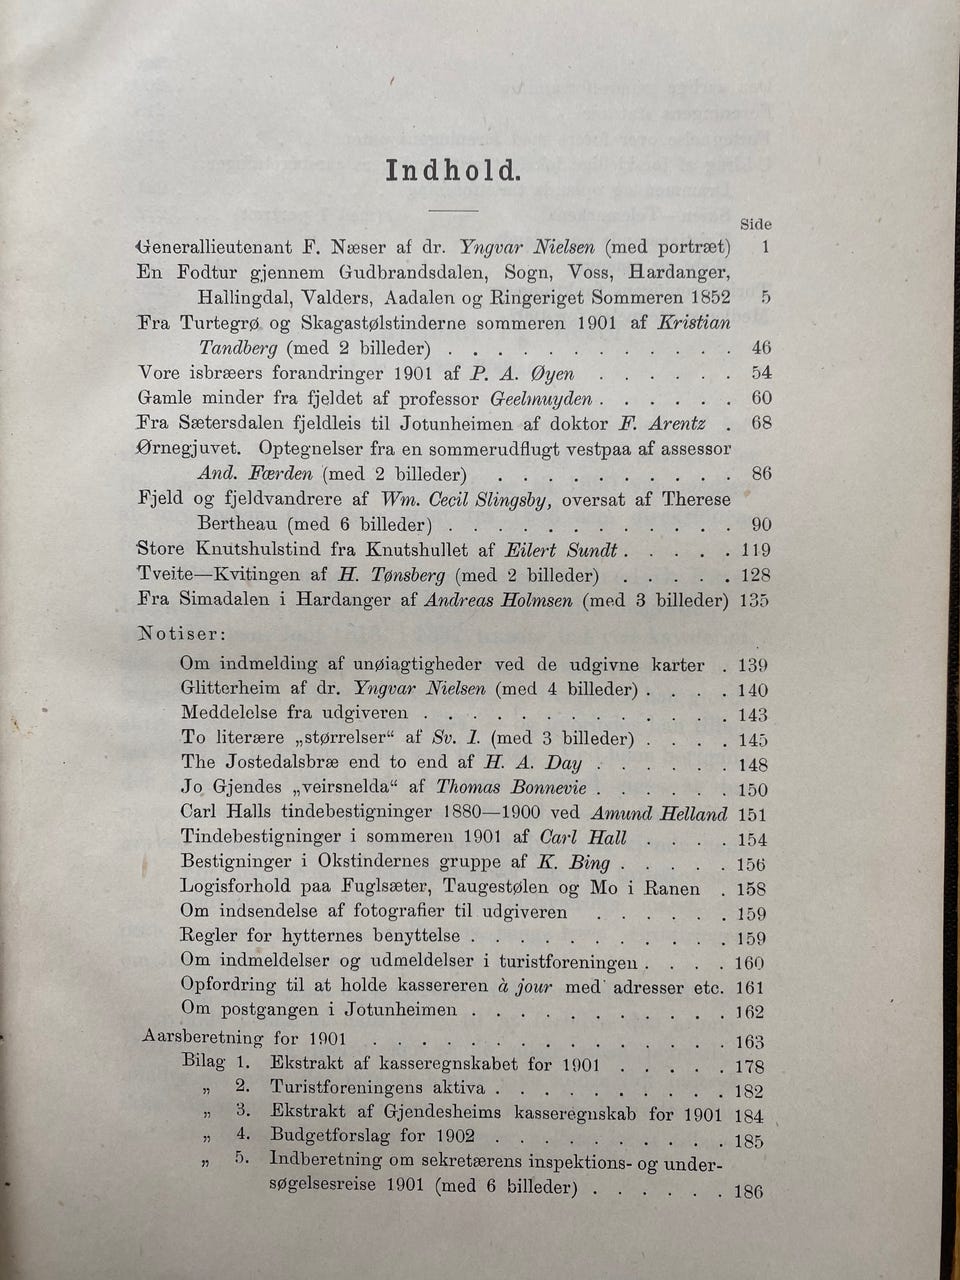 Indhold.
Side
Generallieutenant F. Næser af dr. Yngvar Nielsen (med portræt) 1
En Fodtur gjennem Gudbrandsdalen, Sogn, Voss, Hardanger,
Hallingdal, Valders, Aadalen og Ringeriget Sommeren 1852 5
Fra Turtegrø og Skagastølstinderne sommeren 1901 af Kristian
Tandberg (med 2 billeder) . . . . . . . . . . . . 46
Vore isbræers forandringer 1901 af P. A. Øyen . . . . . . 54
Gamle minder fra fjeldet af professor Geelmuyden . . . . . . 60
Fra Sætersdalen fjeldleis til Jotunheimen af doktor F. Arentz . 68
Ørnegjuvet. Optegnelser fra en sommerudflugt vestpaa af assessor
And. Færden (med 2 billeder) . . . . . . . . . . 86
Fjeld og fjeldvandrere af Wm. Cecil Slingsby, oversat af Therese
Bertheau (med 6 billeder) . . . . . . . . . . . . 90
Store Knutshulstind fra Knutshullet af Eilert Sundt . . . . . 119
Tveite—Kvitingen af H. Tønsberg (med 2 billeder) . . . . . 128
Fra Simadalen i Hardanger af Andreas Holmsen (med 3 billeder) 135
Notiser:
Om indmelding af unøiagtigheder ved de udgivne karter . 139
Glitterheim af dr. Yngvar Nielsen (med 4 billeder) . . . . 140
Meddelelse fra udgiveren . . . . . . . . . . . . . 143
To literære „størrelser“ af Sv. I. (med 3 billeder) . . . . 145
The Jostedalsbræ end to end af H. A. Day . . . . . . 148
Jo Gjendes „veirsnelda“ af Thomas Bonnevie . . . . . . 150
Carl Halls tindebestigninger 1880—1900 ved Amund Helland 151
Tindebestigninger i sommeren 1901 af Carl Hall . . . . 154
Bestigninger i Okstindernes gruppe af K. Bing . . . . . 156
Logisforhold paa Fuglsæter, Taugestølen og Mo i Ranen . 158
Om indsendelse af fotografier til udgiveren . . . . . . 159
Regler for hytternes benyttelse . . . . . . . . . . . 159
Om indmeldelser og udmeldelser i turistforeningen . . . . 160
Opfordring til at holde kassereren à jour med adresser etc. 161
Om postgangen i Jotunheimen . . . . . . . . . . . 162
Aarsberetning for 1901 . . . . . . . . . . . . . . . 163
Bilag 1. Ekstrakt af kasseregnskabet for 1901 . . . . . 178
„ 2. Turistforeningens aktiva . . . . . . . . . . 182
„ 3. Ekstrakt af Gjendesheims kasseregnskab for 1901 184
„ 4. Budgetforslag for 1902 . . . . . . . . . . 185
„ 5. Indberetning om sekretærens inspektions- og under-
søgelsesreise 1901 (med 6 billeder) . . . . . . 186